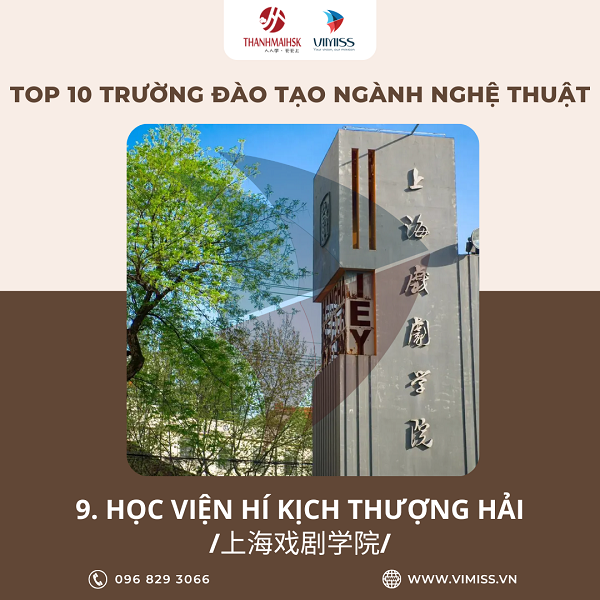 THANHMAIHSK
VIMISS
TOP 10 TRƯỜNG ĐÀO TẠO NGÀNH NGHỆ THUẬT
上海戲劇学院
9. HỌC VIỆN HÍ KỊCH THƯỢNG HẢI
/上海戏剧学院/
096 829 3066
WWW.VIMISS.VN